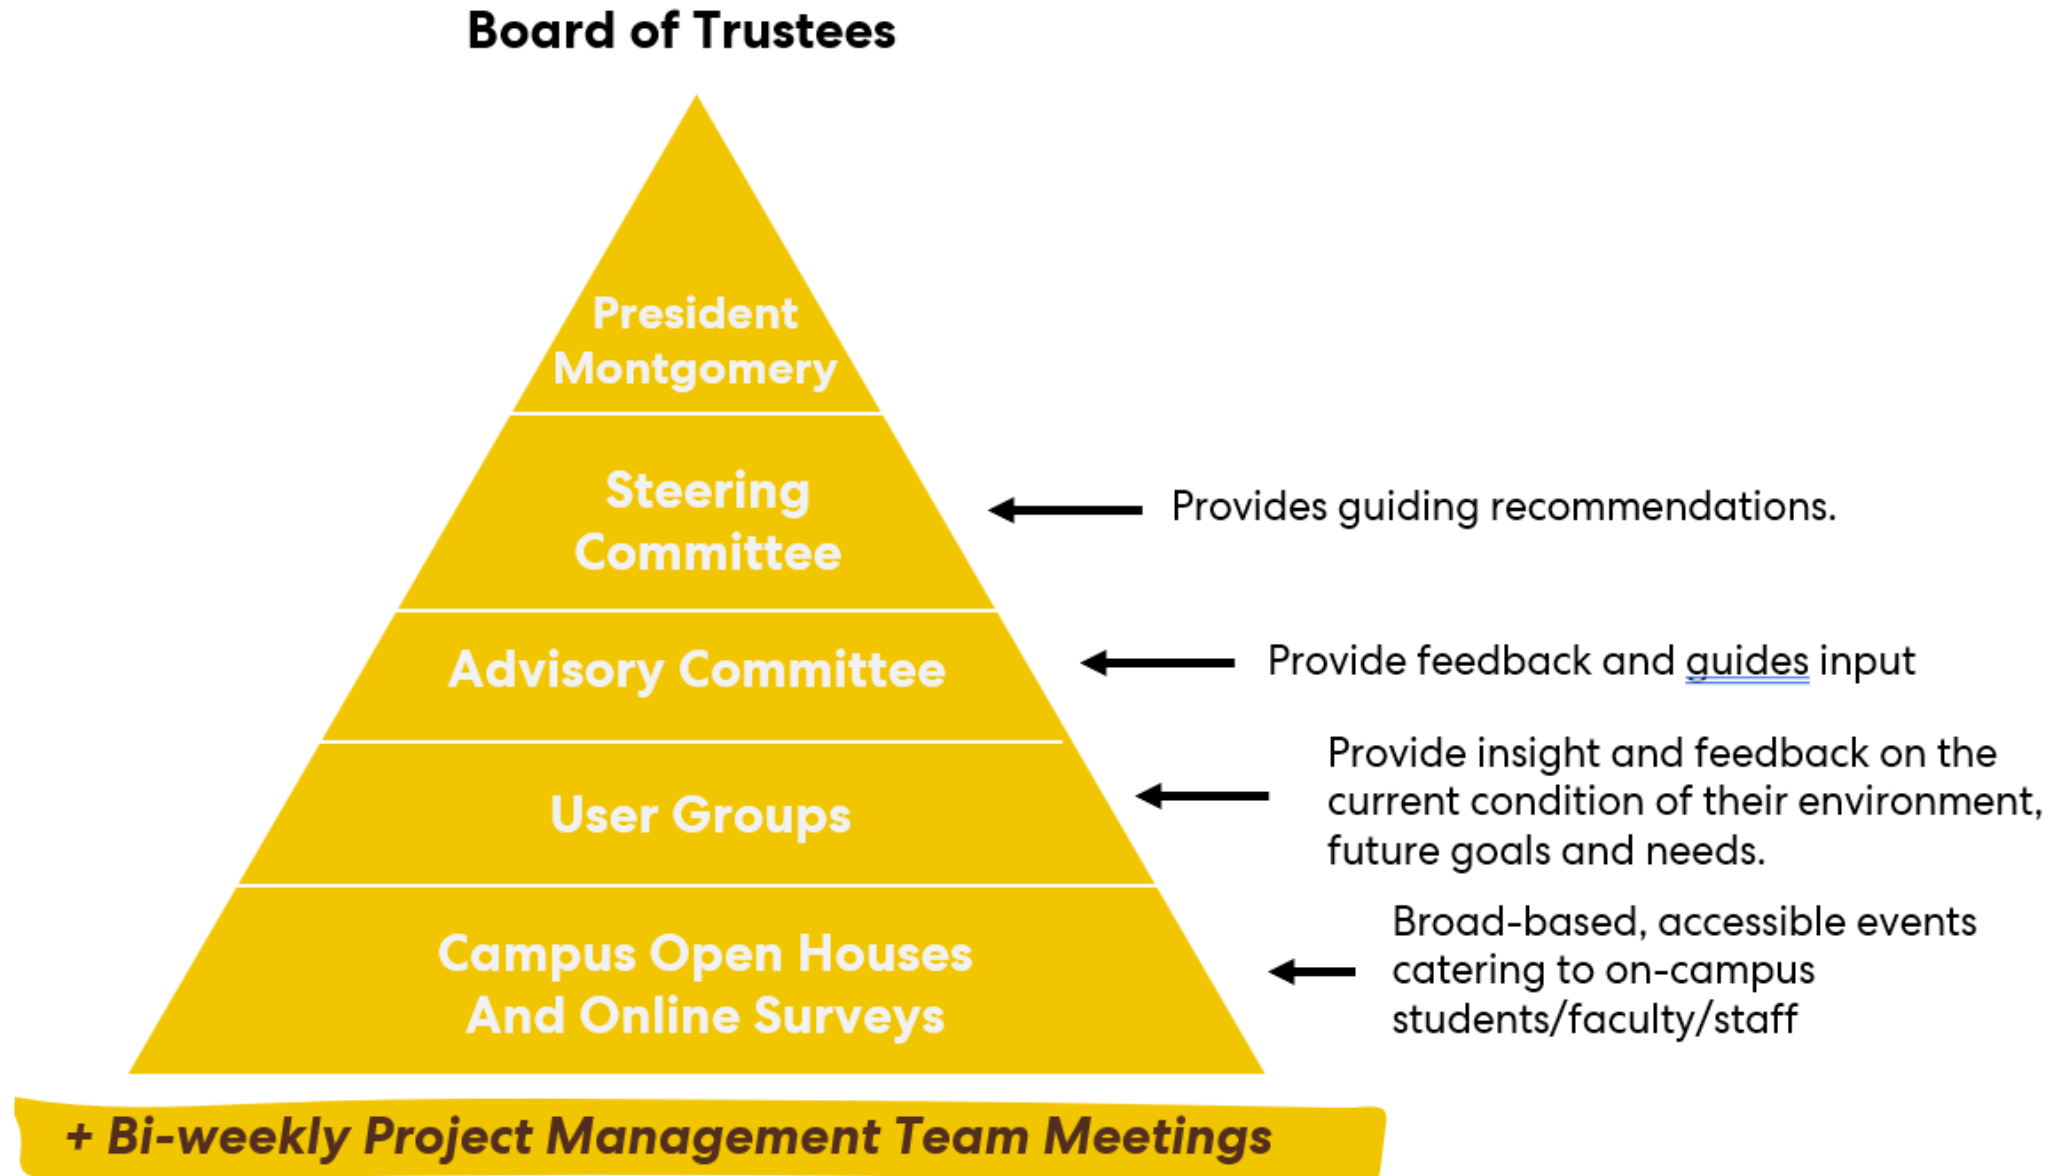 Board of Trustees
President
Montgomery
Steering
Committee
Provides guiding recommendations.
Advisory Committee
Provide feedback and guides input
User Groups
Provide insight and feedback on the
current condition of their environment,
future goals and needs.
Campus Open Houses
And Online Surveys
Broad-based, accessible events
catering to on-campus
students/faculty/staff
+ Bi-weekly Project Management Team Meetings